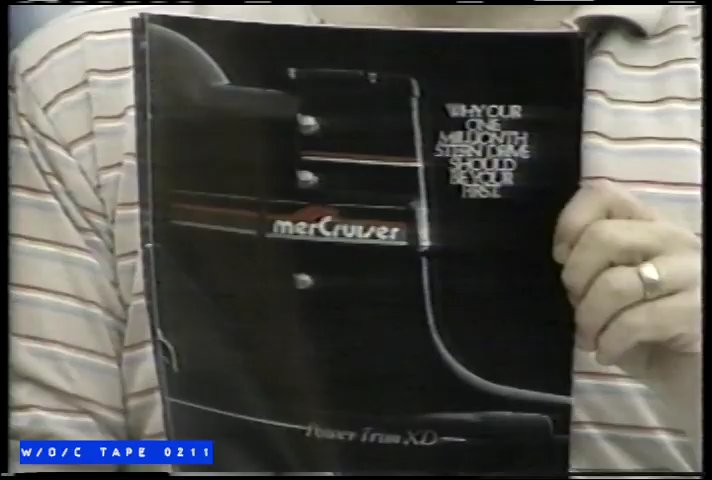 WHY OUR
ONE
MILLIONTH
STERN DRIVE
SHOULD
BE YOUR
FIRST.
merCruiser
Power Trim XD
W/O/C TAPE 0211